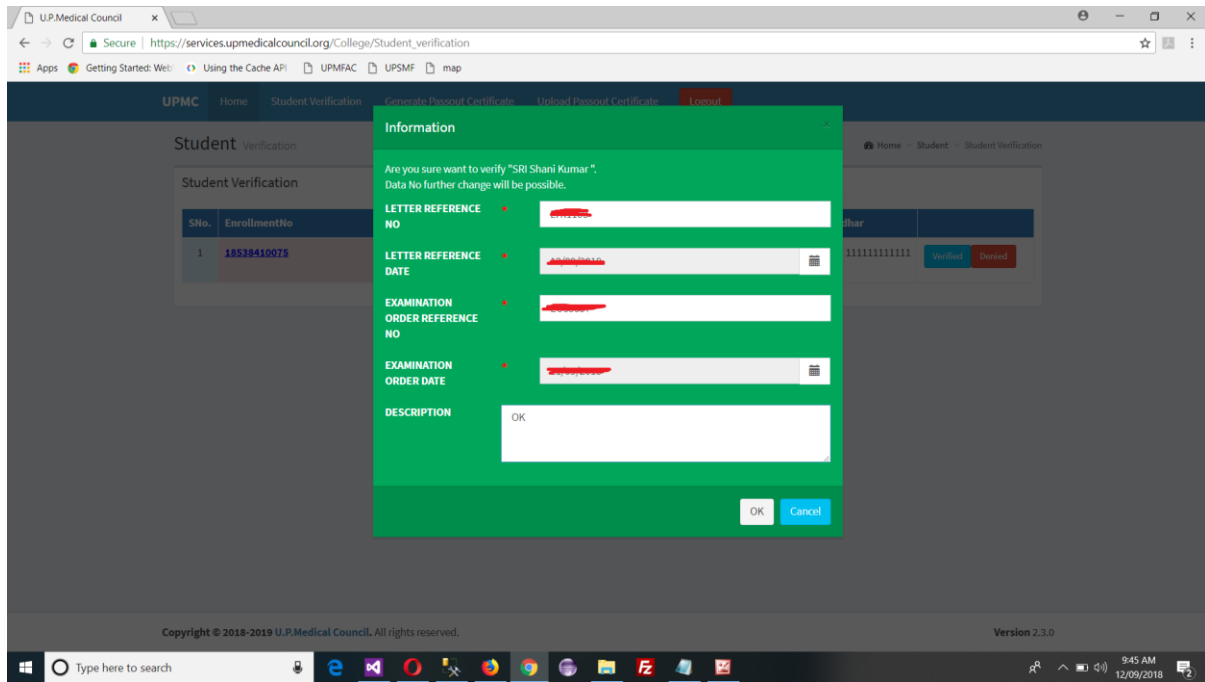 U.P.Medical Council
Secure | https://services.upmedicalcouncil.org/College/Student_verification
Apps Getting Started: Web Using the Cache API UPMFAC UPSMF map
UPMC Home Student Verification Generate Passout Certificate Upload Passout Certificate Logout
Information
Student Verification
Home Student Student Verification
Are you sure want to verify "SRI Shani Kumar ".
Data No further change will be possible.
Student Verification
LETTER REFERENCE * NO
SNo. EnrollmentNo dhar
1 18538410075 111111111111 Verified Denied
LETTER REFERENCE * DATE
EXAMINATION *
ORDER REFERENCE
NO
EXAMINATION *
ORDER DATE
DESCRIPTION OK
OK Cancel
Copyright © 2018-2019 U.P.Medical Council. All rights reserved. Version 2.3.0
Type here to search
9:45 AM
12/09/2018